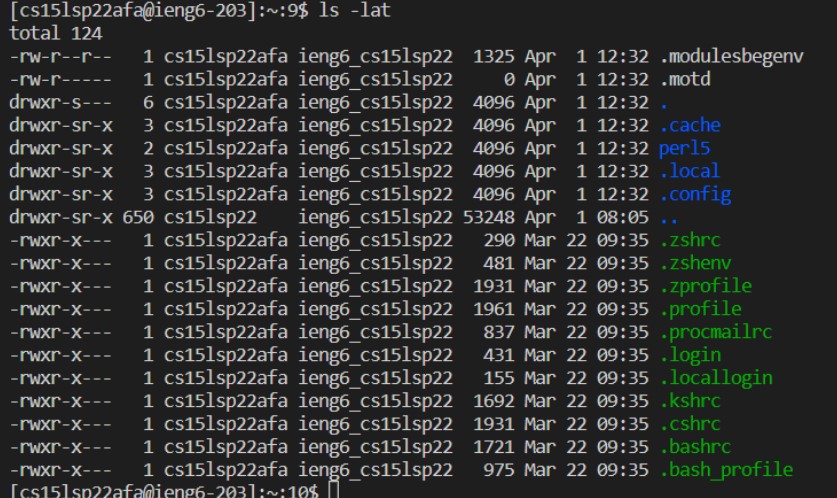 [cs15lsp22afa@ieng6-203]:~:9$ ls -lat
total 124
-rw-r--r--   1 cs15lsp22afa ieng6_cs15lsp22  1325 Apr  1 12:32 .modulesbegenv
-rw-r-----   1 cs15lsp22afa ieng6_cs15lsp22     0 Apr  1 12:32 .motd
drwxr-s---   6 cs15lsp22afa ieng6_cs15lsp22  4096 Apr  1 12:32 .
drwxr-sr-x   3 cs15lsp22afa ieng6_cs15lsp22  4096 Apr  1 12:32 .cache
drwxr-sr-x   2 cs15lsp22afa ieng6_cs15lsp22  4096 Apr  1 12:32 perl5
drwxr-sr-x   3 cs15lsp22afa ieng6_cs15lsp22  4096 Apr  1 12:32 .local
drwxr-sr-x   3 cs15lsp22afa ieng6_cs15lsp22  4096 Apr  1 12:32 .config
drwxr-sr-x 650 cs15lsp22    ieng6_cs15lsp22 53248 Apr  1 08:05 ..
-rwxr-x---   1 cs15lsp22afa ieng6_cs15lsp22   290 Mar 22 09:35 .zshrc
-rwxr-x---   1 cs15lsp22afa ieng6_cs15lsp22   481 Mar 22 09:35 .zshenv
-rwxr-x---   1 cs15lsp22afa ieng6_cs15lsp22  1931 Mar 22 09:35 .zprofile
-rwxr-x---   1 cs15lsp22afa ieng6_cs15lsp22  1961 Mar 22 09:35 .profile
-rwxr-x---   1 cs15lsp22afa ieng6_cs15lsp22   837 Mar 22 09:35 .procmailrc
-rwxr-x---   1 cs15lsp22afa ieng6_cs15lsp22   431 Mar 22 09:35 .login
-rwxr-x---   1 cs15lsp22afa ieng6_cs15lsp22   155 Mar 22 09:35 .locallogin
-rwxr-x---   1 cs15lsp22afa ieng6_cs15lsp22  1692 Mar 22 09:35 .kshrc
-rwxr-x---   1 cs15lsp22afa ieng6_cs15lsp22  1931 Mar 22 09:35 .cshrc
-rwxr-x---   1 cs15lsp22afa ieng6_cs15lsp22  1721 Mar 22 09:35 .bashrc
-rwxr-x---   1 cs15lsp22afa ieng6_cs15lsp22   975 Mar 22 09:35 .bash_profile
[cs15lsp22afa@ieng6-203]:~:10$